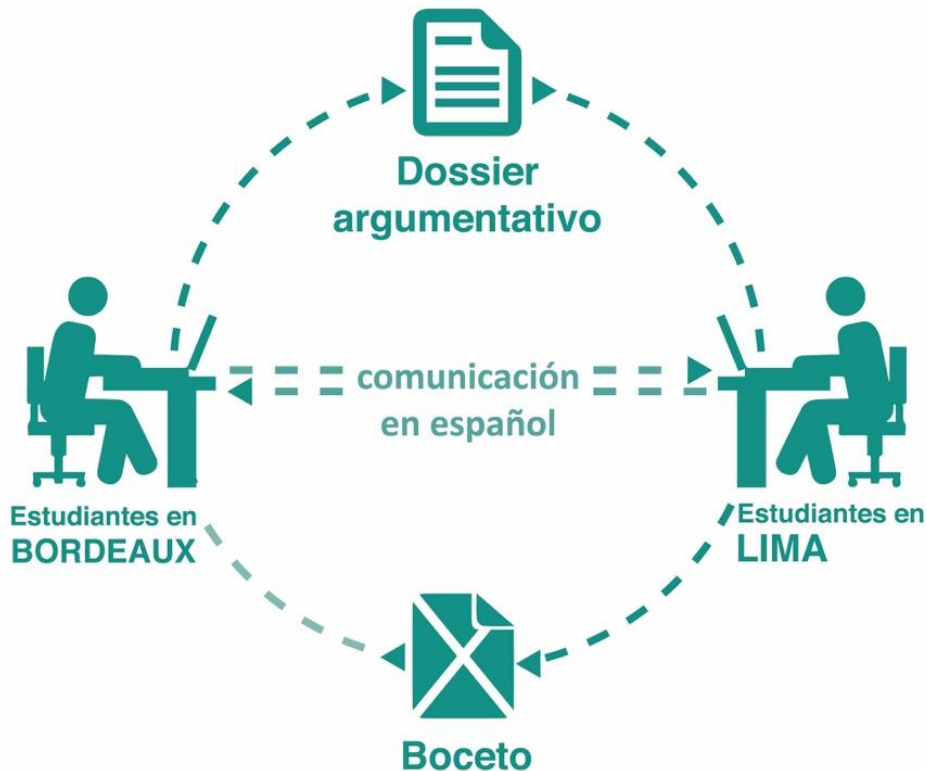 Dossier
argumentativo
comunicación
en español
Estudiantes en
BORDEAUX
Estudiantes en
LIMA
Boceto